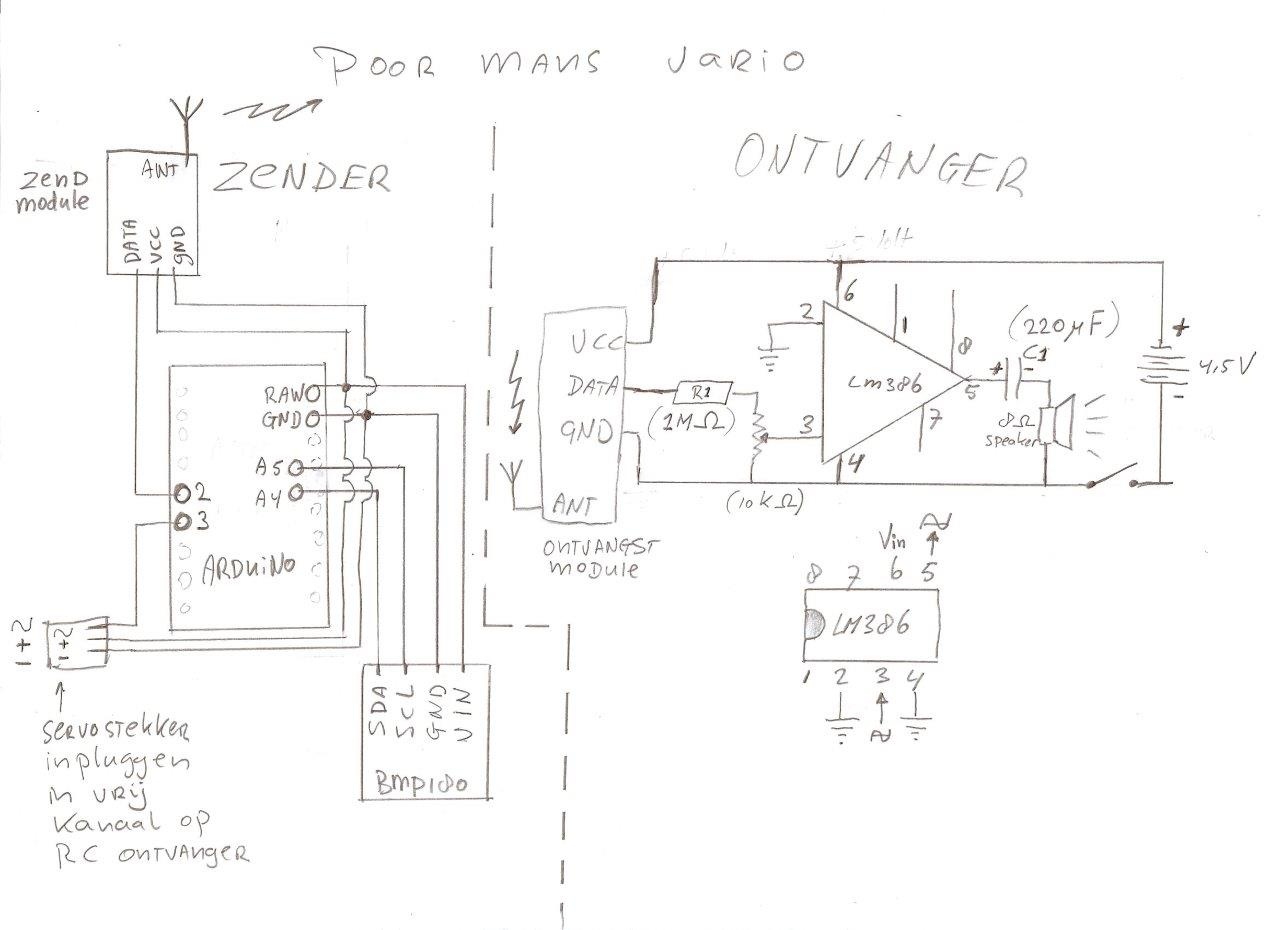 POOR MANS VARIO
ZENDER
ZEND
module
ANT
DATA
VCC
GND
RAW
GND
A5
A4
2
3
ARDUINO
~ + -
~ + -
SERVOSTEKKER
inpluggen
in vrij
Kanaal op
RC ONTVANGER
SDA
SCL
GND
VIN
BMP180
ONTVANGER
VCC
DATA
GND
ANT
ONTVANGST
module
R1
(1MΩ)
(10KΩ)
2
6
1
8
LM386
5
3
4
7
(220µF)
+ C1 -
8Ω
speaker
+
4,5V
-
Vin
8 7 6 5
LM386
1 2 3 4